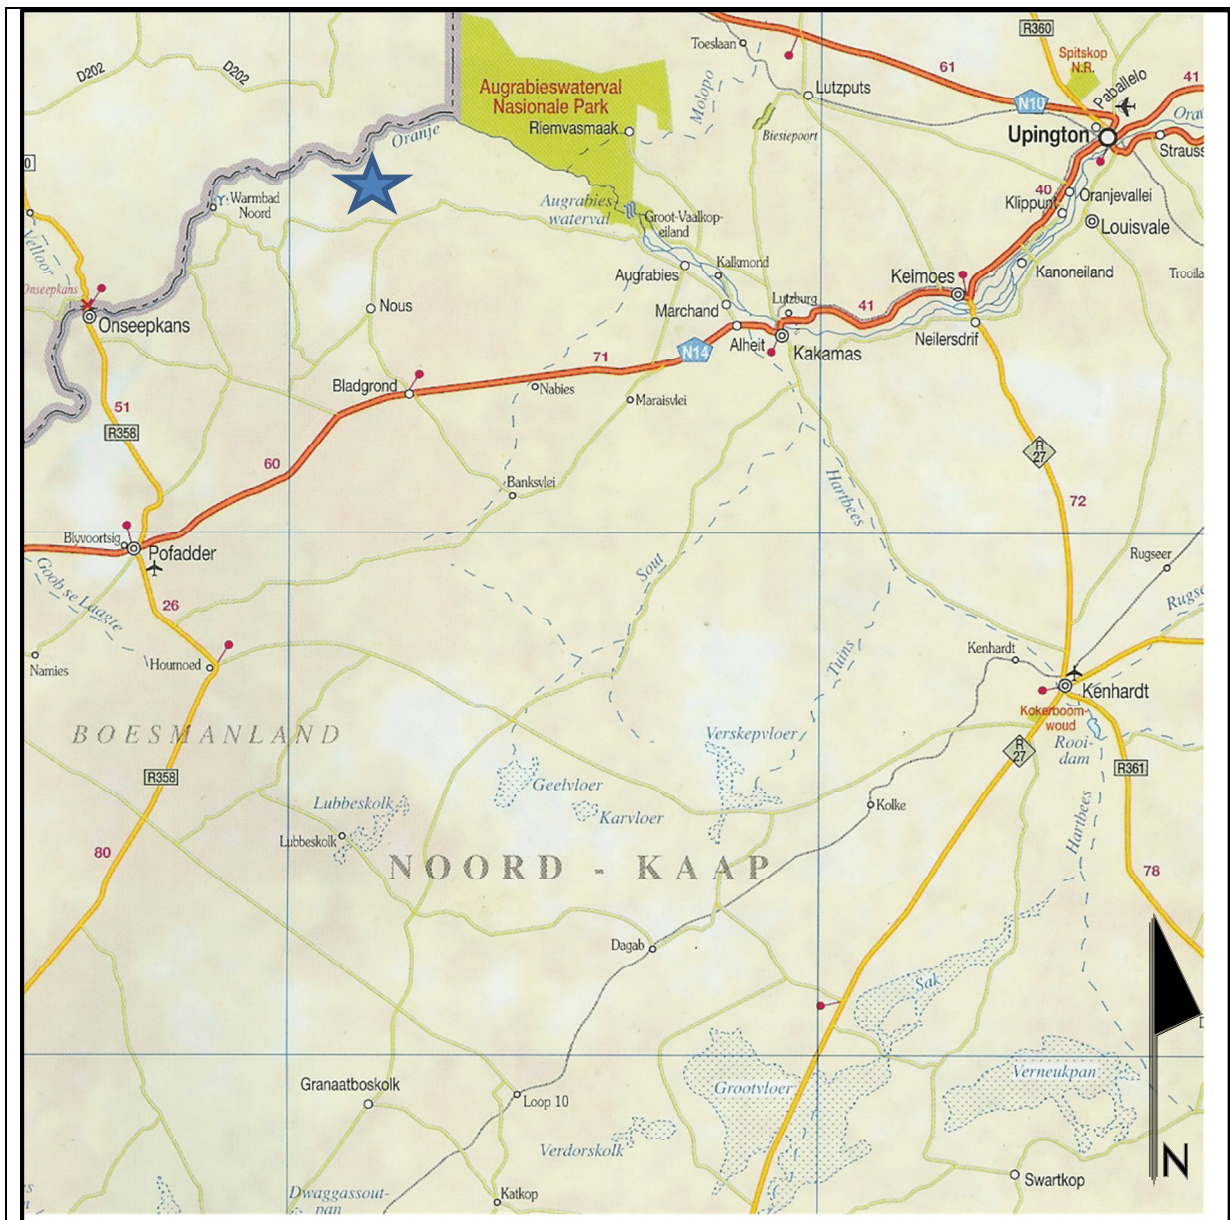 D202
D202
Augrabieswaterval
Nasionale Park
Riemvasmaak
Oranje
Toeslaan
Molopo
61
R360
Spitskop
N.R.
Paballelo
41
N10
Lutzputs
Biesiepoort
Upington
Strauss
40
Oranjevallei
Klippunt
Louisvale
Warmbad
Noord
Augrabies
waterval
Groot-Vaalkop-
eiland
Velloor
Onseepkans
Onseepkans
Nous
Augrabies
Kalkmond
Marchand
Lutzburg
41
Keimoes
Kanoneiland
Trooila
Neilersdrif
Alheit
Kakamas
N14
71
Bladgrond
Nabies
Maraisvlei
51
R358
60
Banksvlei
Hartbees
R
27
72
Blyvoortsig
Pofadder
Goob se Laagte
26
Sout
Rugseer
Rugse
Namies
Houmoed
Tuins
Kenhardt
Kenhardt
Kokerboom-
woud
Rooi-
dam
BOESMANLAND
Verskepvloer
R
27
R361
R358
Geelvloer
Lubbeskolk
Karvloer
Kolke
Lubbeskolk
Hartbees
80
NOORD - KAAP
78
Dagab
Sak
Grootvloer
Verneukpan
Granaatboskolk
Loop 10
Verdorskolk
Swartkop
N
Dwaggassout-
pan
Katkop